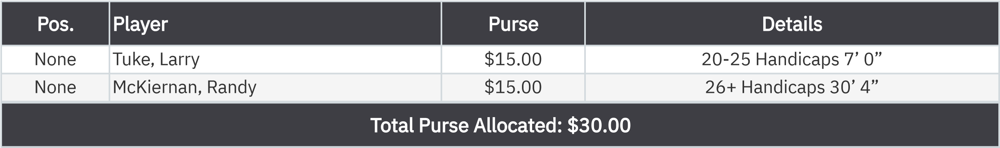 Pos. Player Purse Details
None Tuke, Larry $15.00 20-25 Handicaps 7’ 0”
None McKiernan, Randy $15.00 26+ Handicaps 30’ 4”
Total Purse Allocated: $30.00